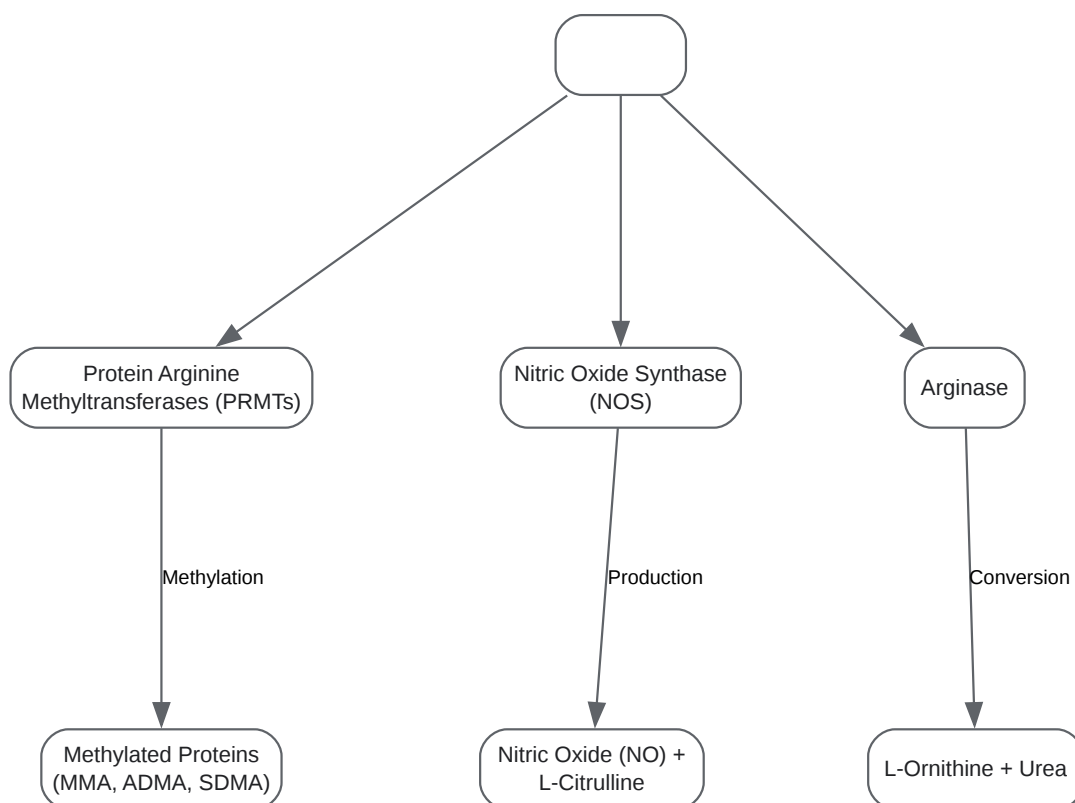 Protein Arginine
Methyltransferases (PRMTs)
Nitric Oxide Synthase
(NOS)
Arginase
Methylation
Production
Conversion
Methylated Proteins
(MMA, ADMA, SDMA)
Nitric Oxide (NO) +
L-Citrulline
L-Ornithine + Urea